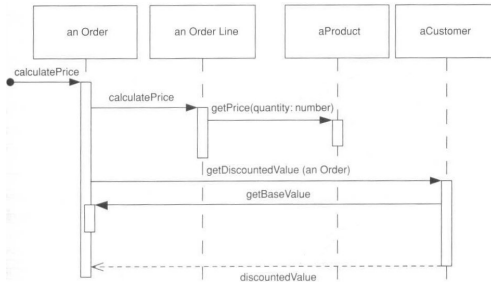 an Order
an Order Line
aProduct
aCustomer
calculatePrice
calculatePrice
getPrice(quantity: number)
getDiscountedValue (an Order)
getBaseValue
discountedValue